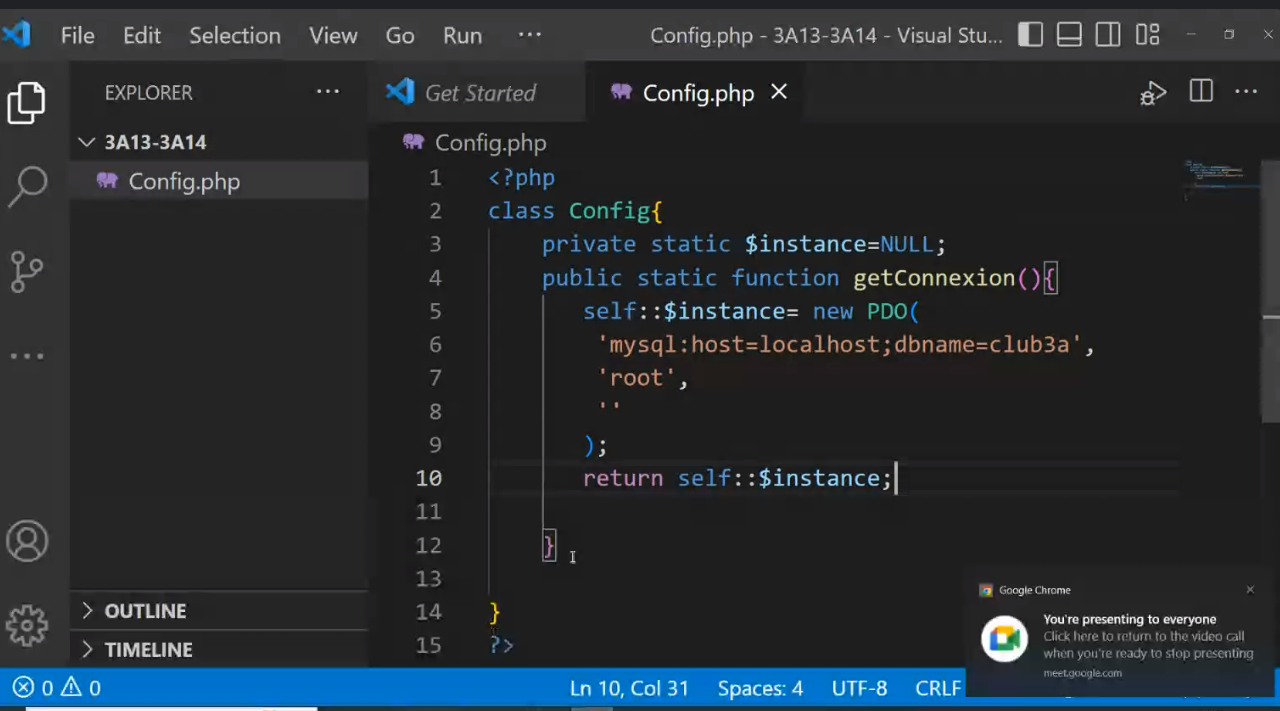 File Edit Selection View Go Run ··· Config.php - 3A13-3A14 - Visual Stu...
EXPLORER ···
3A13-3A14
Config.php
OUTLINE
TIMELINE
Get Started Config.php
Config.php
1 <?php
2 class Config{
3 private static $instance=NULL;
4 public static function getConnexion(){
5 self::$instance= new PDO(
6 'mysql:host=localhost;dbname=club3a',
7 'root',
8 ''
9 );
10 return self::$instance;
11
12 }
13
14 }
15 ?>
Google Chrome
You're presenting to everyone
Click here to return to the video call
when you're ready to stop presenting
meet.google.com
0 0 Ln 10, Col 31 Spaces: 4 UTF-8 CRLF